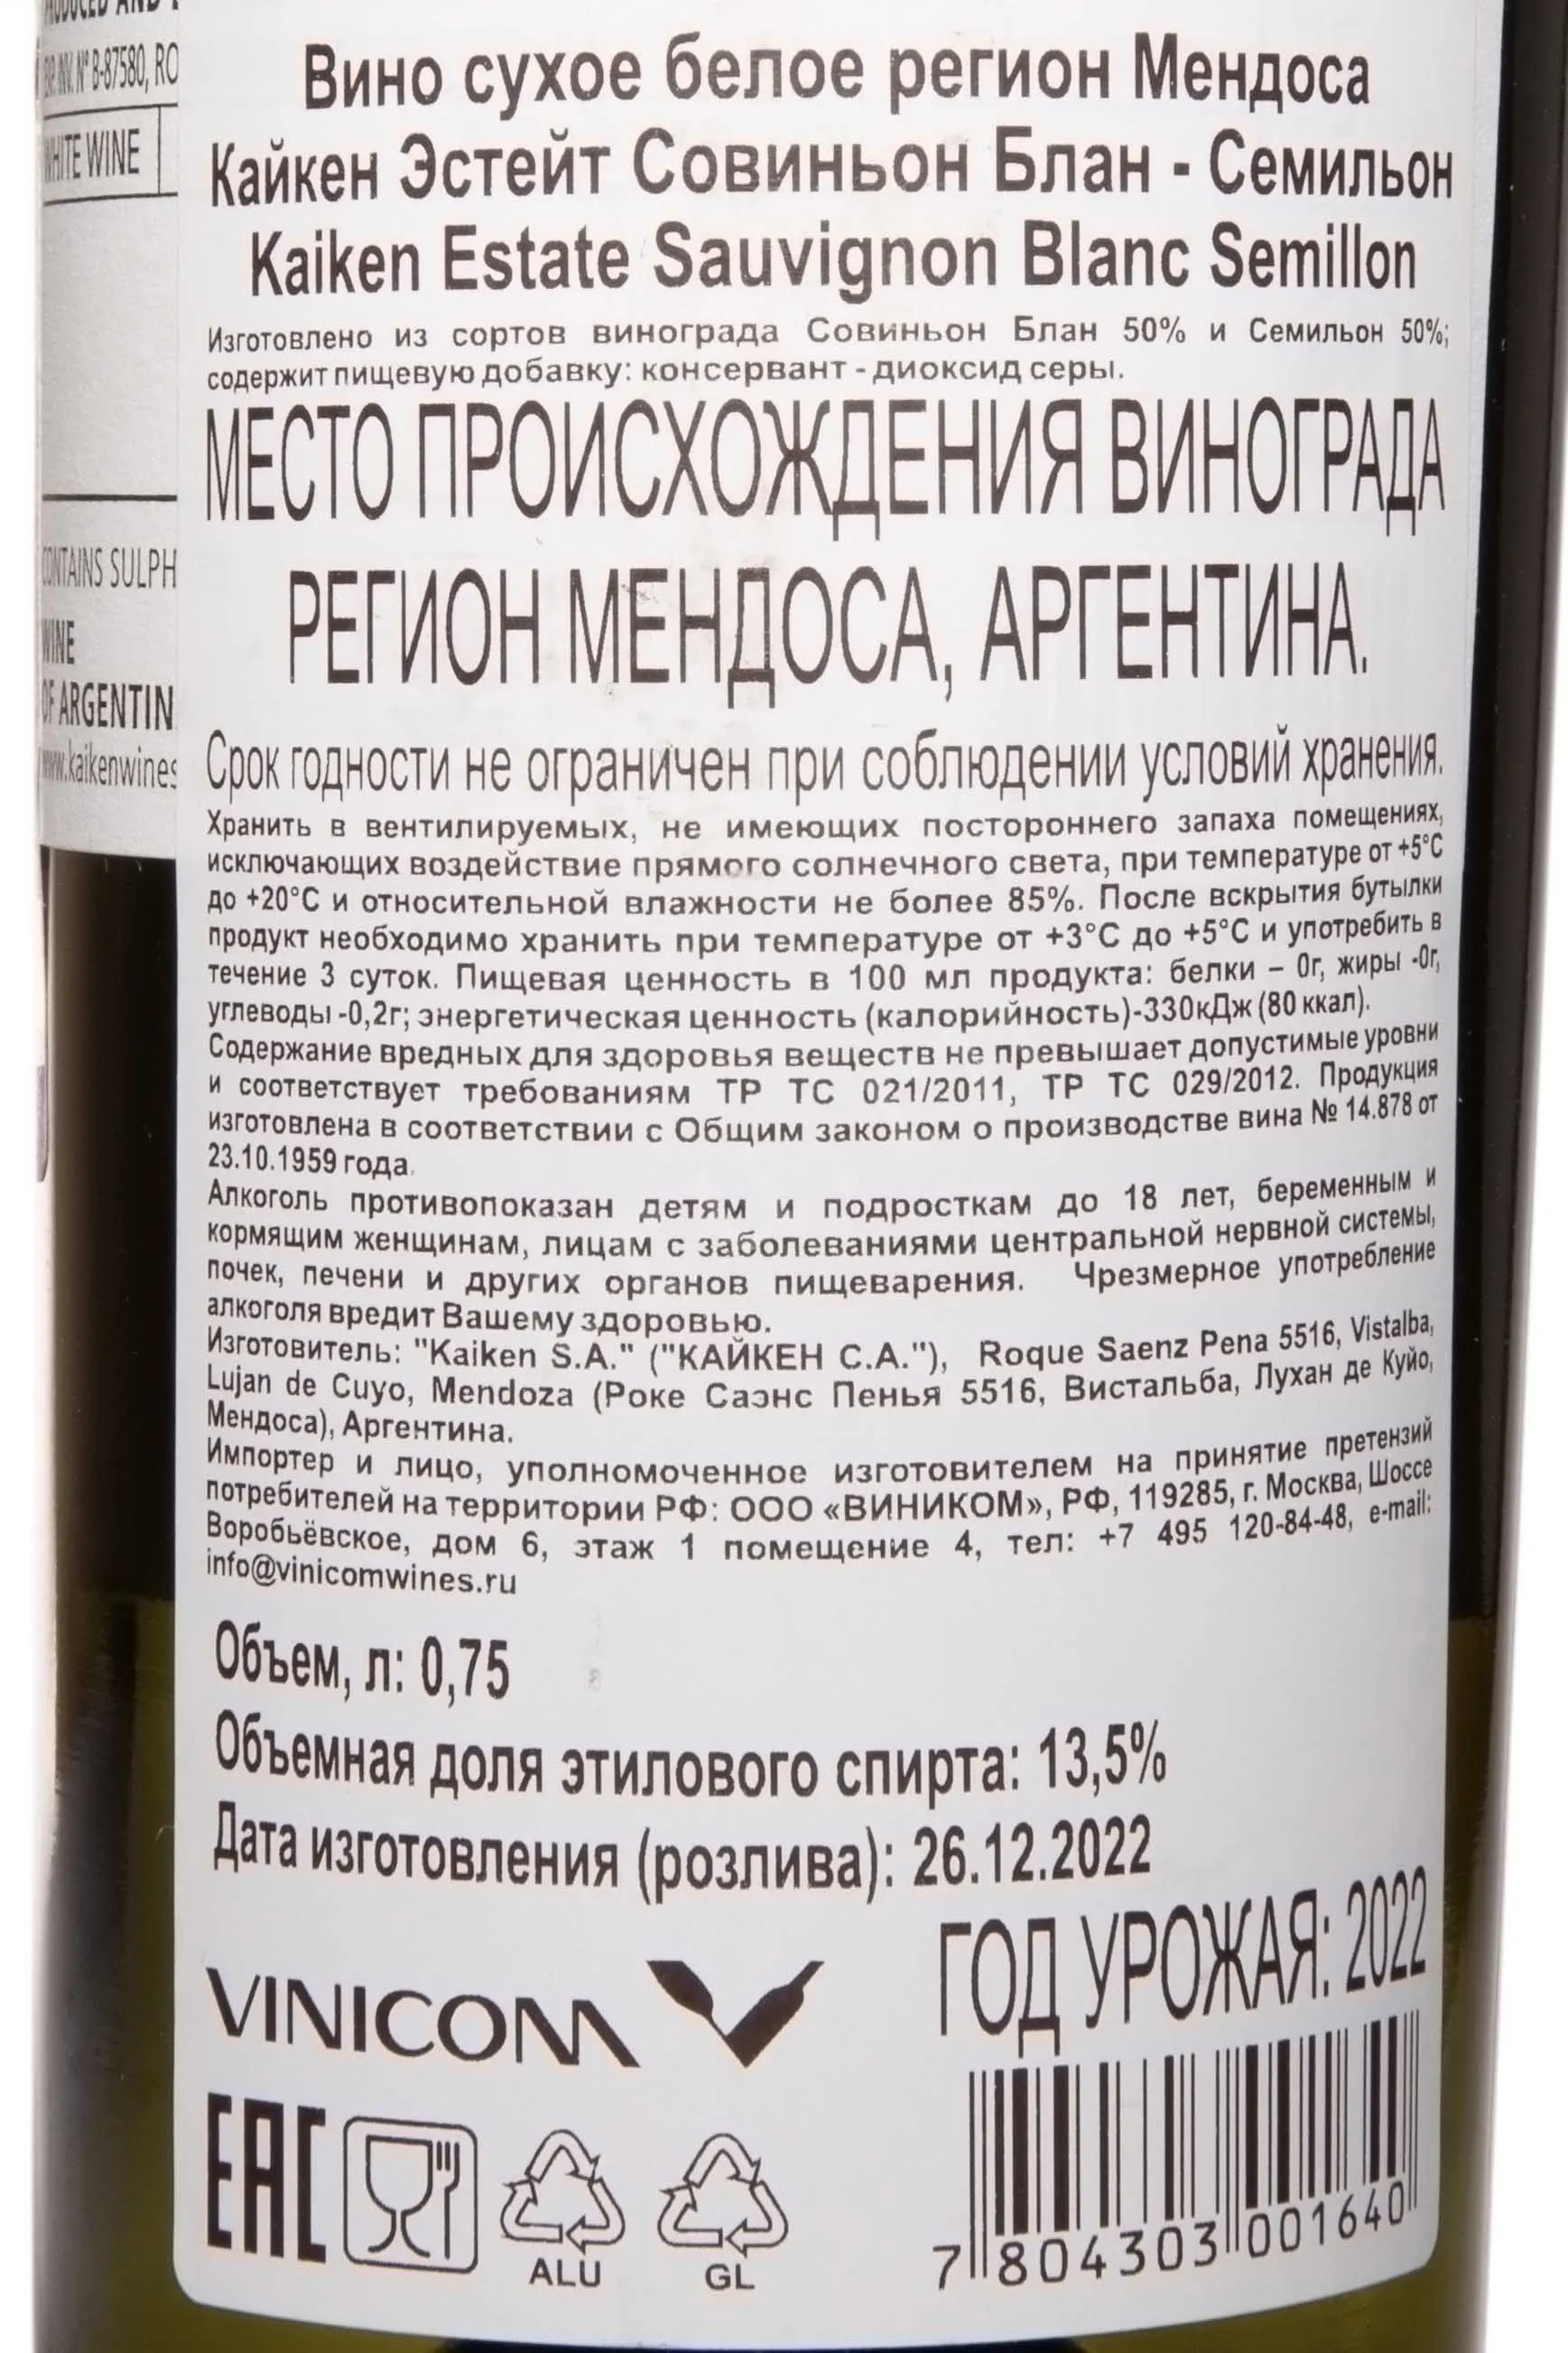 WHITE WINE
OF ARGENTIN
www.kaikenwines
Вино сухое белое регион Мендоса
Кайкен Эстейт Совиньон Блан - Семильон
Kaiken Estate Sauvignon Blanc Semillon
Изготовлено из сортов винограда Совиньон Блан 50% и Семильон 50%;
содержит пищевую добавку: консервант - диоксид серы.
МЕСТО ПРОИСХОЖДЕНИЯ ВИНОГРАДА
РЕГИОН МЕНДОСА, АРГЕНТИНА.
Срок годности не ограничен при соблюдении условий хранения.
Хранить в вентилируемых, не имеющих постороннего запаха помещениях,
исключающих воздействие прямого солнечного света, при температуре от +5°С
до +20°С и относительной влажности не более 85%. После вскрытия бутылки
продукт необходимо хранить при температуре от +3°С до +5°С и употребить в
течение 3 суток. Пищевая ценность в 100 мл продукта: белки – 0г, жиры -0г,
углеводы -0,2г; энергетическая ценность (калорийность)-330кДж (80 ккал).
Содержание вредных для здоровья веществ не превышает допустимые уровни
и соответствует требованиям ТР ТС 021/2011, ТР ТС 029/2012. Продукция
изготовлена в соответствии с Общим законом о производстве вина № 14.878 от
23.10.1959 года.
Алкоголь противопоказан детям и подросткам до 18 лет, беременным и
кормящим женщинам, лицам с заболеваниями центральной нервной системы,
почек, печени и других органов пищеварения. Чрезмерное употребление
алкоголя вредит Вашему здоровью.
Изготовитель: "Kaiken S.A." ("КАЙКЕН С.А."), Roque Saenz Pena 5516, Vistalba,
Lujan de Cuyo, Mendoza (Роке Саэнс Пенья 5516, Вистальба, Лухан де Куйо,
Мендоса), Аргентина.
Импортер и лицо, уполномоченное изготовителем на принятие претензий
потребителей на территории РФ: ООО «ВИНИКОМ», РФ, 119285, г. Москва, Шоссе
Воробьёвское, дом 6, этаж 1 помещение 4, тел: +7 495 120-84-48, e-mail:
info@vinicomwines.ru
Объем, л: 0,75
Объемная доля этилового спирта: 13,5%
Дата изготовления (розлива): 26.12.2022
ГОД УРОЖАЯ: 2022
VINICOM
EAC
ALU
GL
7 804303 001640